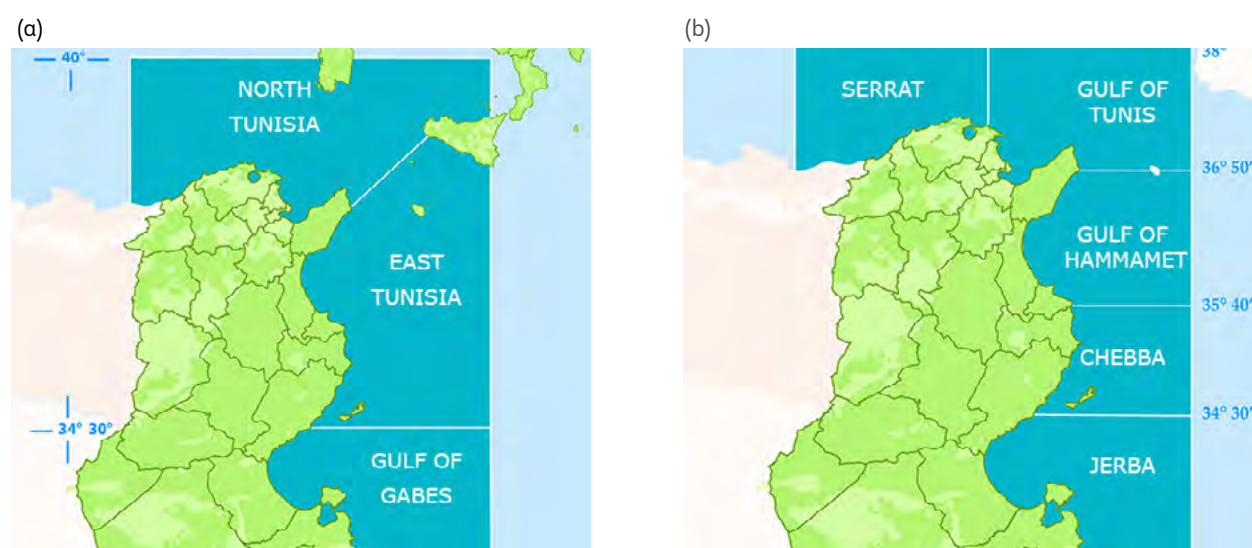 (a)
40°
NORTH
TUNISIA
EAST
TUNISIA
34° 30'
GULF OF
GABES
(b)
38°
SERRAT
GULF OF
TUNIS
36° 50'
GULF OF
HAMMAMET
35° 40'
CHEBBA
34° 30'
JERBA